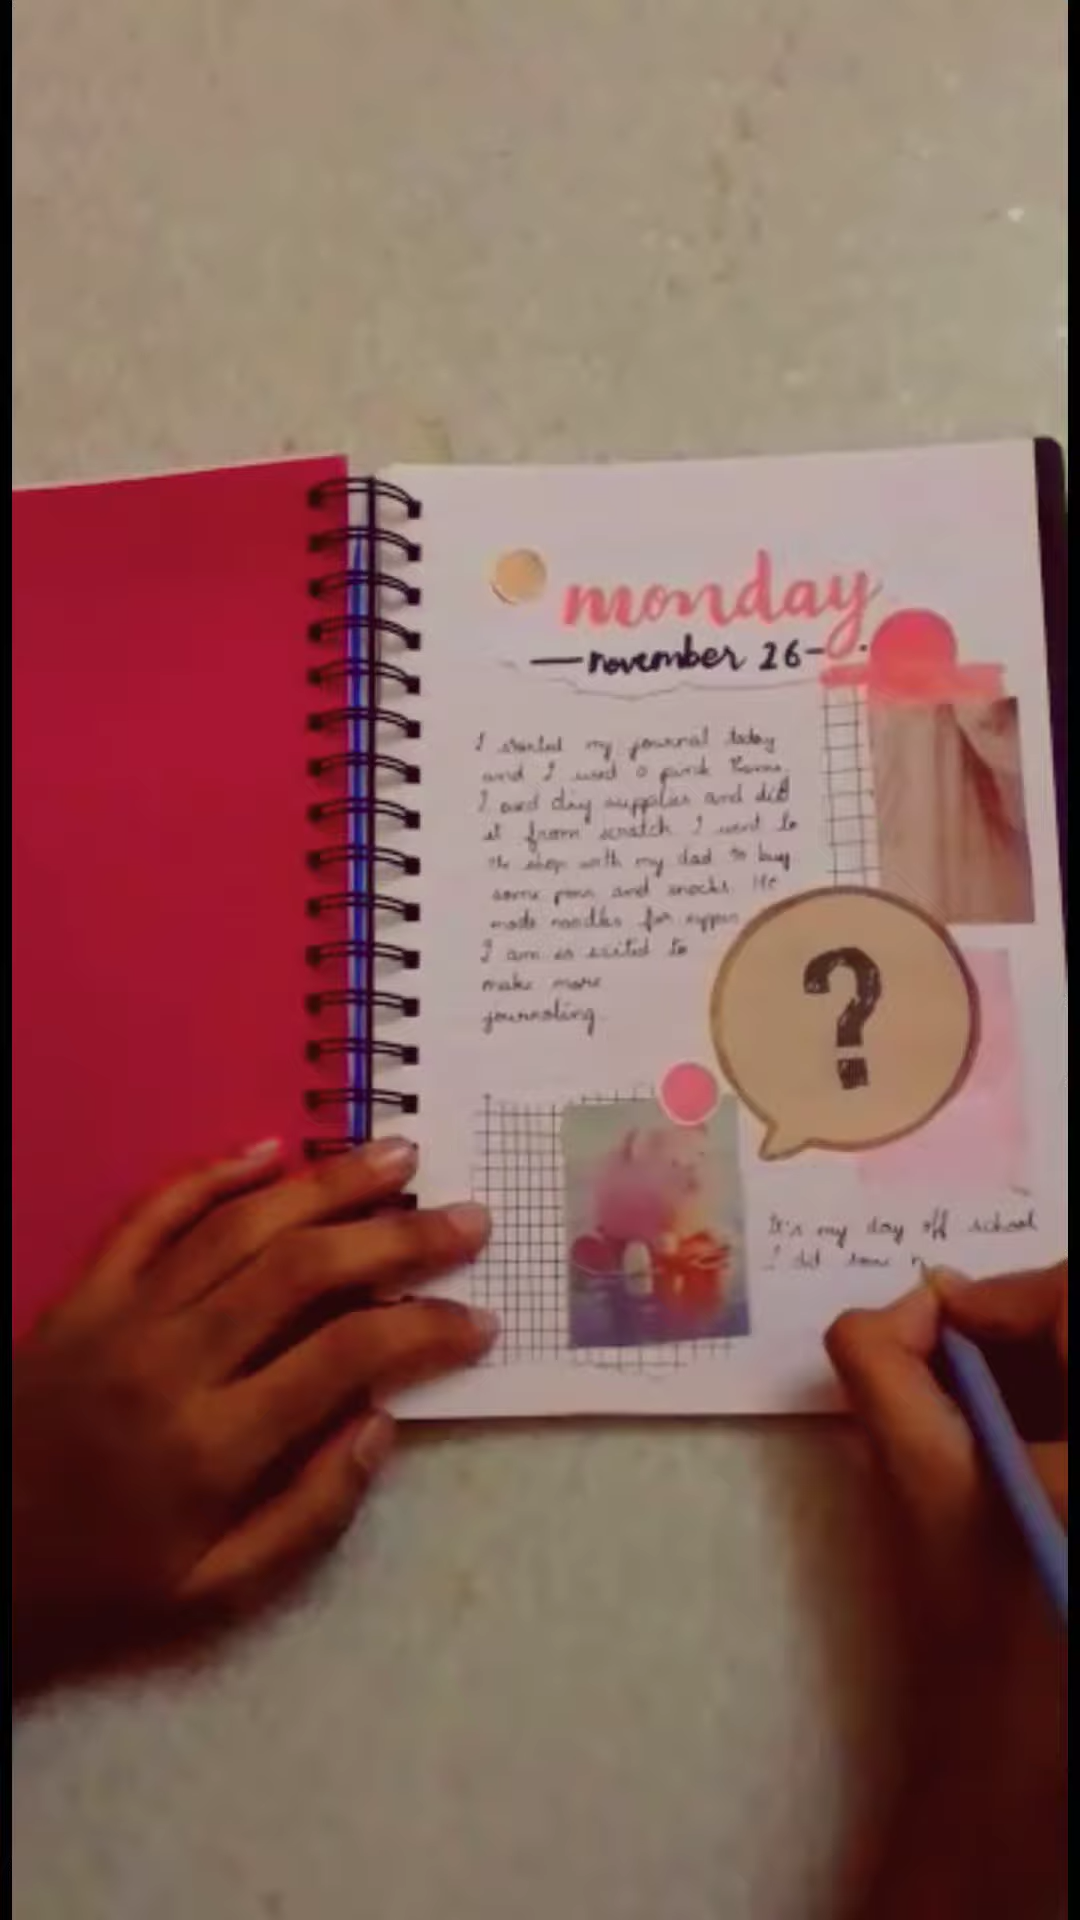 monday
-november 26-
I started my journal today
and I used a pink theme.
I used diy supplies and did
it from scratch. I went to
the shop with my dad to buy
some pens and snacks. He
made noodles for supper
I am so excited to
make more
journaling.
?
It's my day off school
I did some